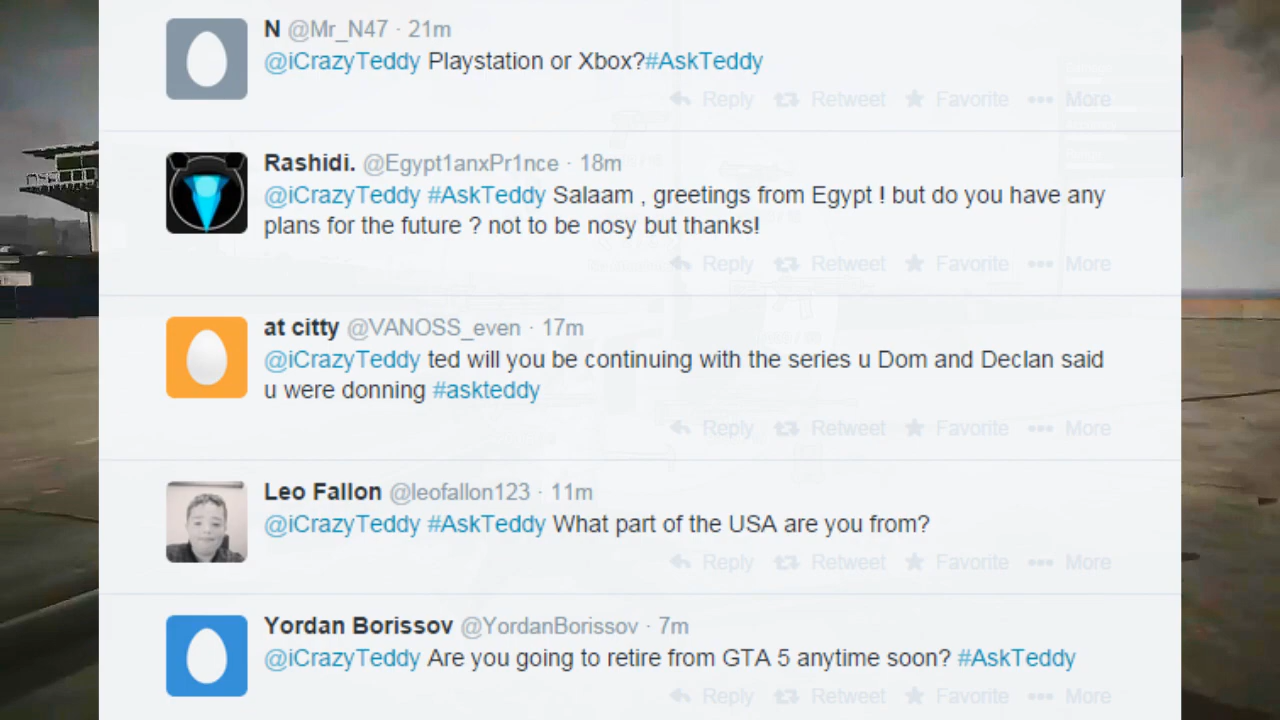 N @Mr_N47 · 21m
@iCrazyTeddy Playstation or Xbox?#AskTeddy
Reply Retweet Favorite More
Rashidi. @Egypt1anxPr1nce · 18m
@iCrazyTeddy #AskTeddy Salaam , greetings from Egypt ! but do you have any
plans for the future ? not to be nosy but thanks!
Reply Retweet Favorite More
at citty @VANOSS_even · 17m
@iCrazyTeddy ted will you be continuing with the series u Dom and Declan said
u were donning #askteddy
Reply Retweet Favorite More
Leo Fallon @leofallon123 · 11m
@iCrazyTeddy #AskTeddy What part of the USA are you from?
Reply Retweet Favorite More
Yordan Borissov @YordanBorissov · 7m
@iCrazyTeddy Are you going to retire from GTA 5 anytime soon? #AskTeddy
Reply Retweet Favorite More